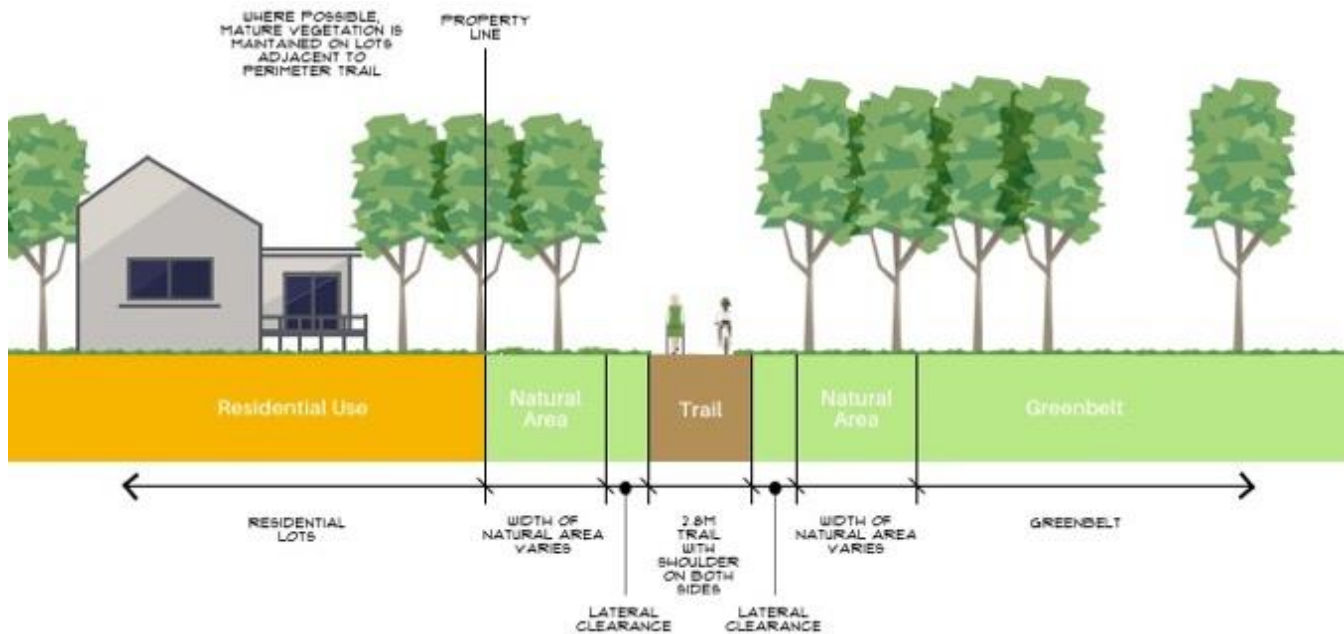 WHERE POSSIBLE,
MATURE VEGETATION IS
MAINTAINED ON LOTS
ADJACENT TO
PERIMETER TRAIL
PROPERTY
LINE
Residential Use
Natural
Area
Trail
Natural
Area
Greenbelt
RESIDENTIAL
LOTS
WIDTH OF
NATURAL AREA
VARIES
2.8M
TRAIL
WITH
SHOULDER
ON BOTH
SIDES
WIDTH OF
NATURAL AREA
VARIES
GREENBELT
LATERAL
CLEARANCE
LATERAL
CLEARANCE